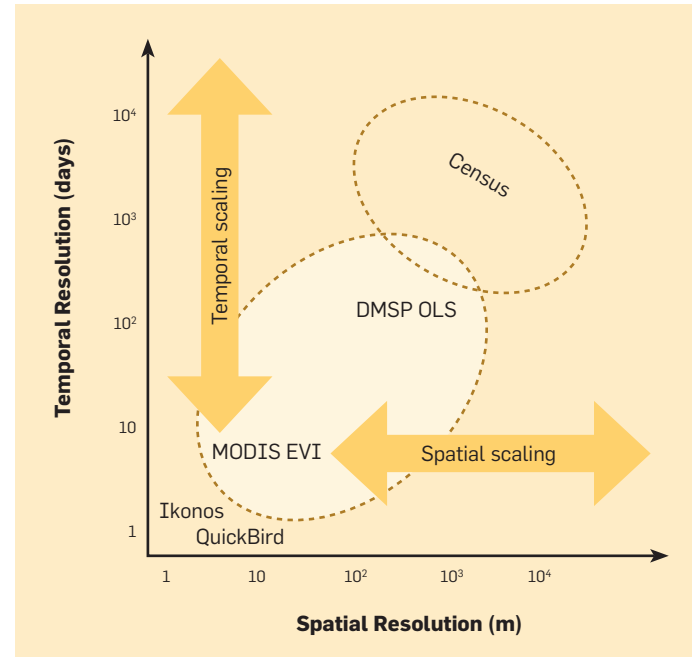 Temporal Resolution (days)
10⁴
10³
10²
10
1
Temporal scaling
Census
DMSP OLS
MODIS EVI
Spatial scaling
Ikonos
QuickBird
1
10
10²
10³
10⁴
Spatial Resolution (m)